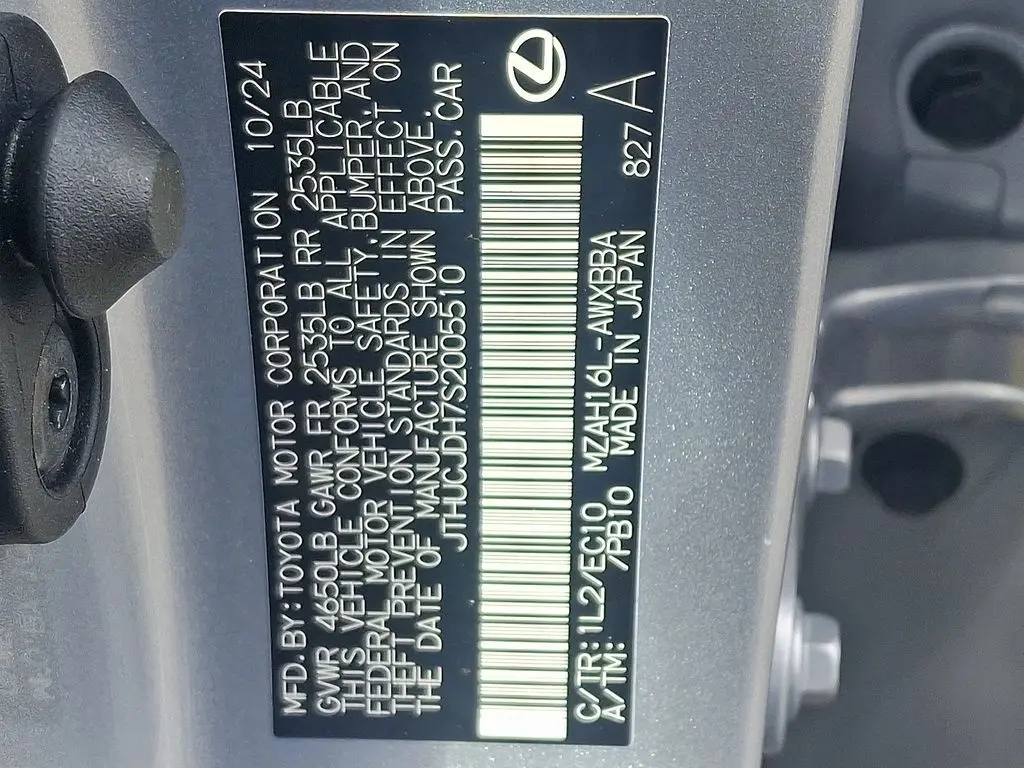 MFD.BY:TOYOTA MOTOR CORPORATION 10/24
GVWR 4650LB GAWR FR 2535LB RR 2535LB
THIS VEHICLE CONFORMS TO ALL APPLICABLE
FEDERAL MOTOR VEHICLE SAFETY, BUMPER, AND
THEFT PREVENTION STANDARDS IN EFFECT ON
THE DATE OF MANUFACTURE SHOWN ABOVE.
JTHUCJDH7S2005510 PASS.CAR
C/TR:1L2/EC10 MZAH16L-AWXBBA 827 A
A/TM: /PB10 MADE IN JAPAN